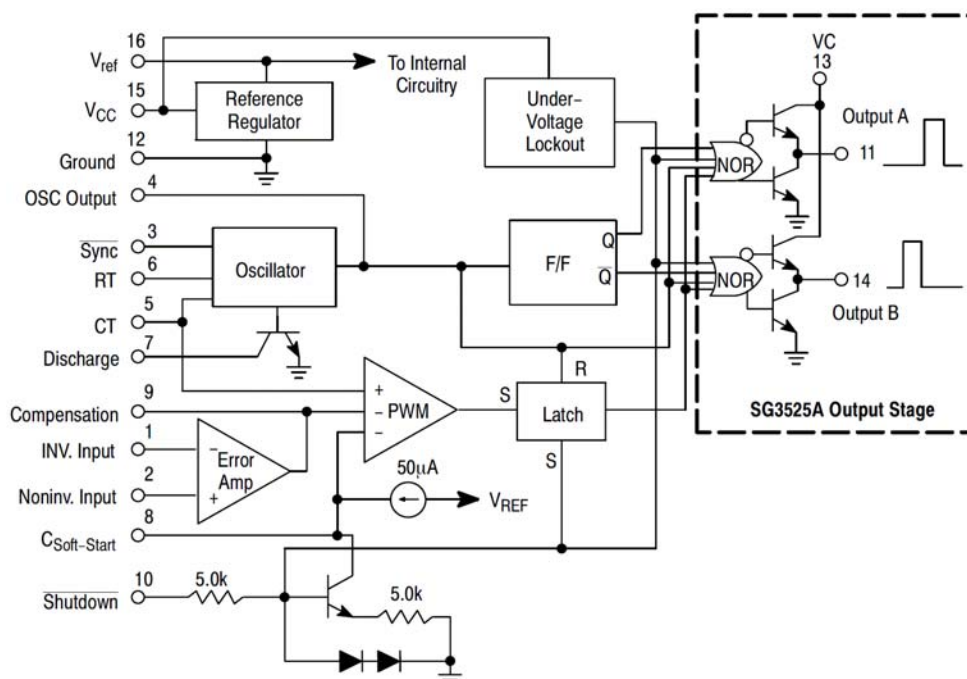 16
Vref
15
VCC
12
Ground
4
OSC Output
3
Sync
6
RT
5
CT
7
Discharge
9
Compensation
1
INV. Input
2
Noninv. Input
8
CSoft–Start
10
Shutdown
To Internal
Circuitry
Reference
Regulator
Under–
Voltage
Lockout
Oscillator
F/F
Q
Q
+
–
–
PWM
S
R
Latch
S
–
Error
Amp
+
50µA
VREF
5.0k
5.0k
VC
13
NOR
Output A
11
NOR
14
Output B
SG3525A Output Stage